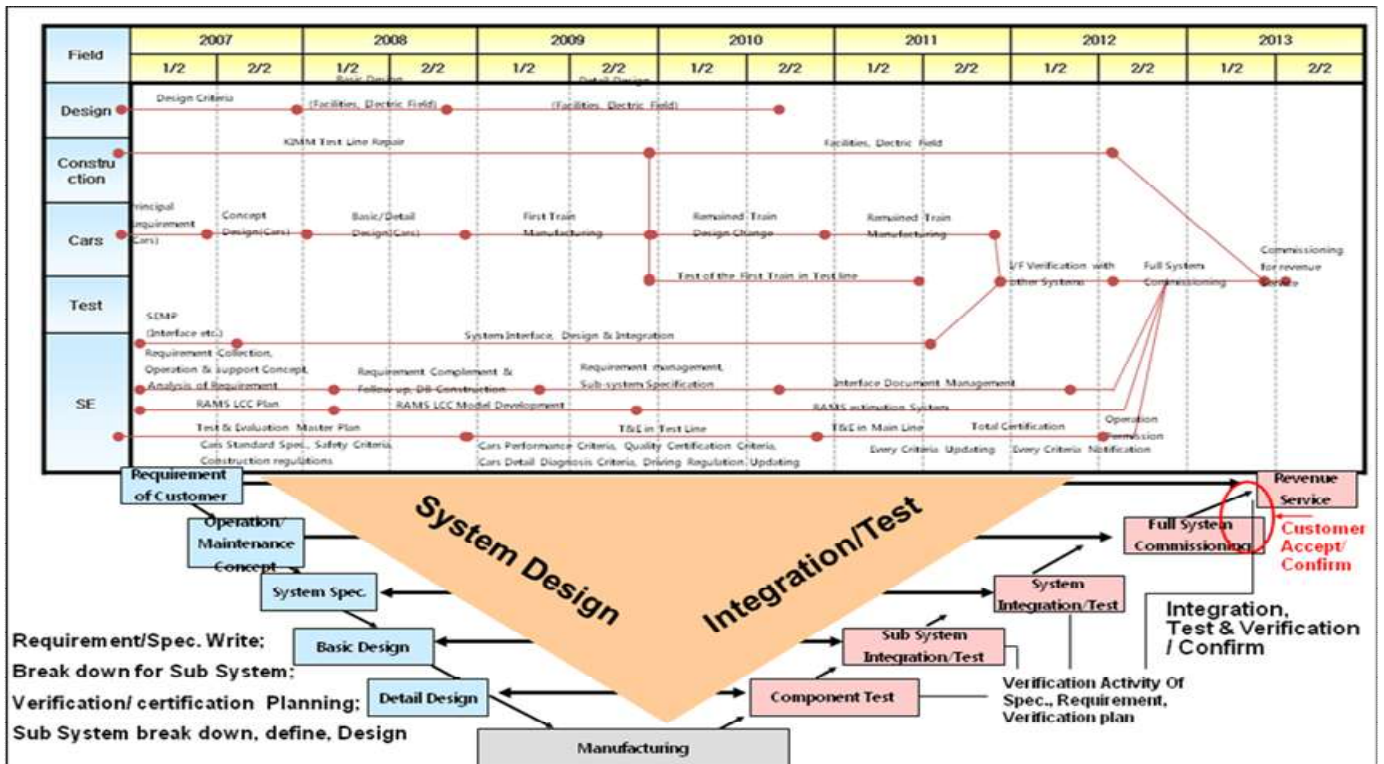 Field
2007
2008
2009
2010
2011
2012
2013
1/2
2/2
1/2
2/2
1/2
2/2
1/2
2/2
1/2
2/2
1/2
2/2
1/2
2/2
Design
Design Criteria
Basic Design
(Facilities, Electric Field)
Detail Design
(Facilities, Electric Field)
Constru
ction
KIMM Test Line Repair
Facilities, Electric Field
Cars
Principal
Requirement
(Cars)
Concept
Design(Cars)
Basic/Detail
Design(Cars)
First Train
Manufacturing
Remained Train
Design Change
Remained Train
Manufacturing
Test
Test of the First Train in Test line
I/F Verification with
other Systems
Full System
Commissioning
Commissioning
for revenue
service
SE
SEMP
(Interface etc.)
System Interface, Design & Integration
Requirement Collection,
Operation & support Concept,
Analysis of Requirement
Requirement Complement &
Follow up, DB Construction
Requirement management,
Sub-system Specification
Interface Document Management
RAMS LCC Plan
RAMS LCC Model Development
RAMS estimation System
Test & Evaluation Master Plan
T&E in Test Line
T&E in Main Line
Total Certification
Operation
Permission
Cars Standard Spec., Safety Criteria,
Construction regulations
Cars Performance Criteria, Quality Certification Criteria,
Cars Detail Diagnosis Criteria, Driving Regulation Updating
Every Criteria Updating
Every Criteria Notification
Requirement
of Customer
Revenue
Service
Operation/
Maintenance
Concept
Full System
Commissioning
Customer
Accept/
Confirm
System Design
Integration/Test
System Spec.
System
Integration/Test
Integration,
Test & Verification
/ Confirm
Basic Design
Sub System
Integration/Test
Detail Design
Component Test
Verification Activity Of
Spec., Requirement,
Verification plan
Manufacturing
Requirement/Spec. Write;
Break down for Sub System;
Verification/ certification Planning;
Sub System break down, define, Design